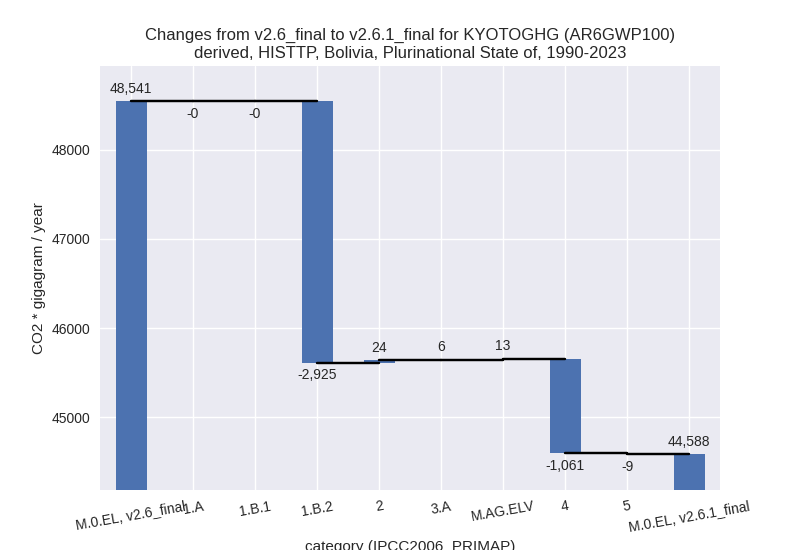 Changes from v2.6_final to v2.6.1_final for KYOTOGHG (AR6GWP100)
derived, HISTTP, Bolivia, Plurinational State of, 1990-2023
48,541
-0
-0
-2,925
24
6
13
-1,061
-9
44,588
48000
47000
46000
45000
CO2 * gigagram / year
M.0.EL, v2.6_final
1.A
1.B.1
1.B.2
2
3.A
M.AG.ELV
4
5
M.0.EL, v2.6.1_final
category (IPCC2006_PRIMAP)